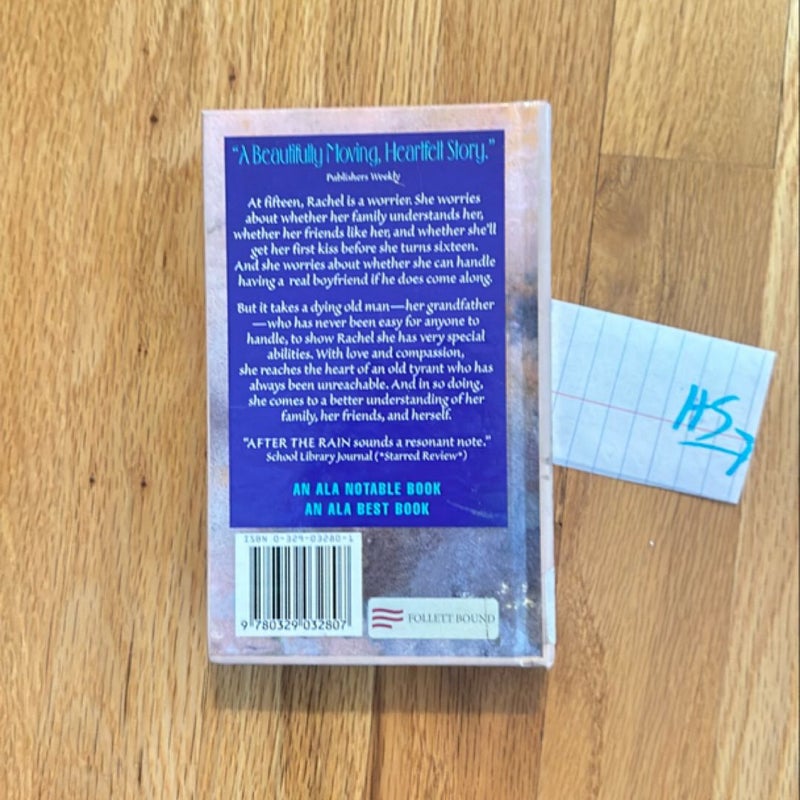 “A Beautifully Moving, Heartfelt Story.”
Publishers Weekly
At fifteen, Rachel is a worrier. She worries
about whether her family understands her,
whether her friends like her, and whether she'll
get her first kiss before she turns sixteen.
And she worries about whether she can handle
having a real boyfriend if he does come along.
But it takes a dying old man—her grandfather
—who has never been easy for anyone to
handle, to show Rachel she has very special
abilities. With love and compassion,
she reaches the heart of an old tyrant who has
always been unreachable. And in so doing,
she comes to a better understanding of her
family, her friends, and herself.
“AFTER THE RAIN sounds a resonant note.”
School Library Journal (*Starred Review*)
AN ALA NOTABLE BOOK
AN ALA BEST BOOK
ISBN 0-329-03280-1
9 780329 032807
FOLLETT BOUND
HS